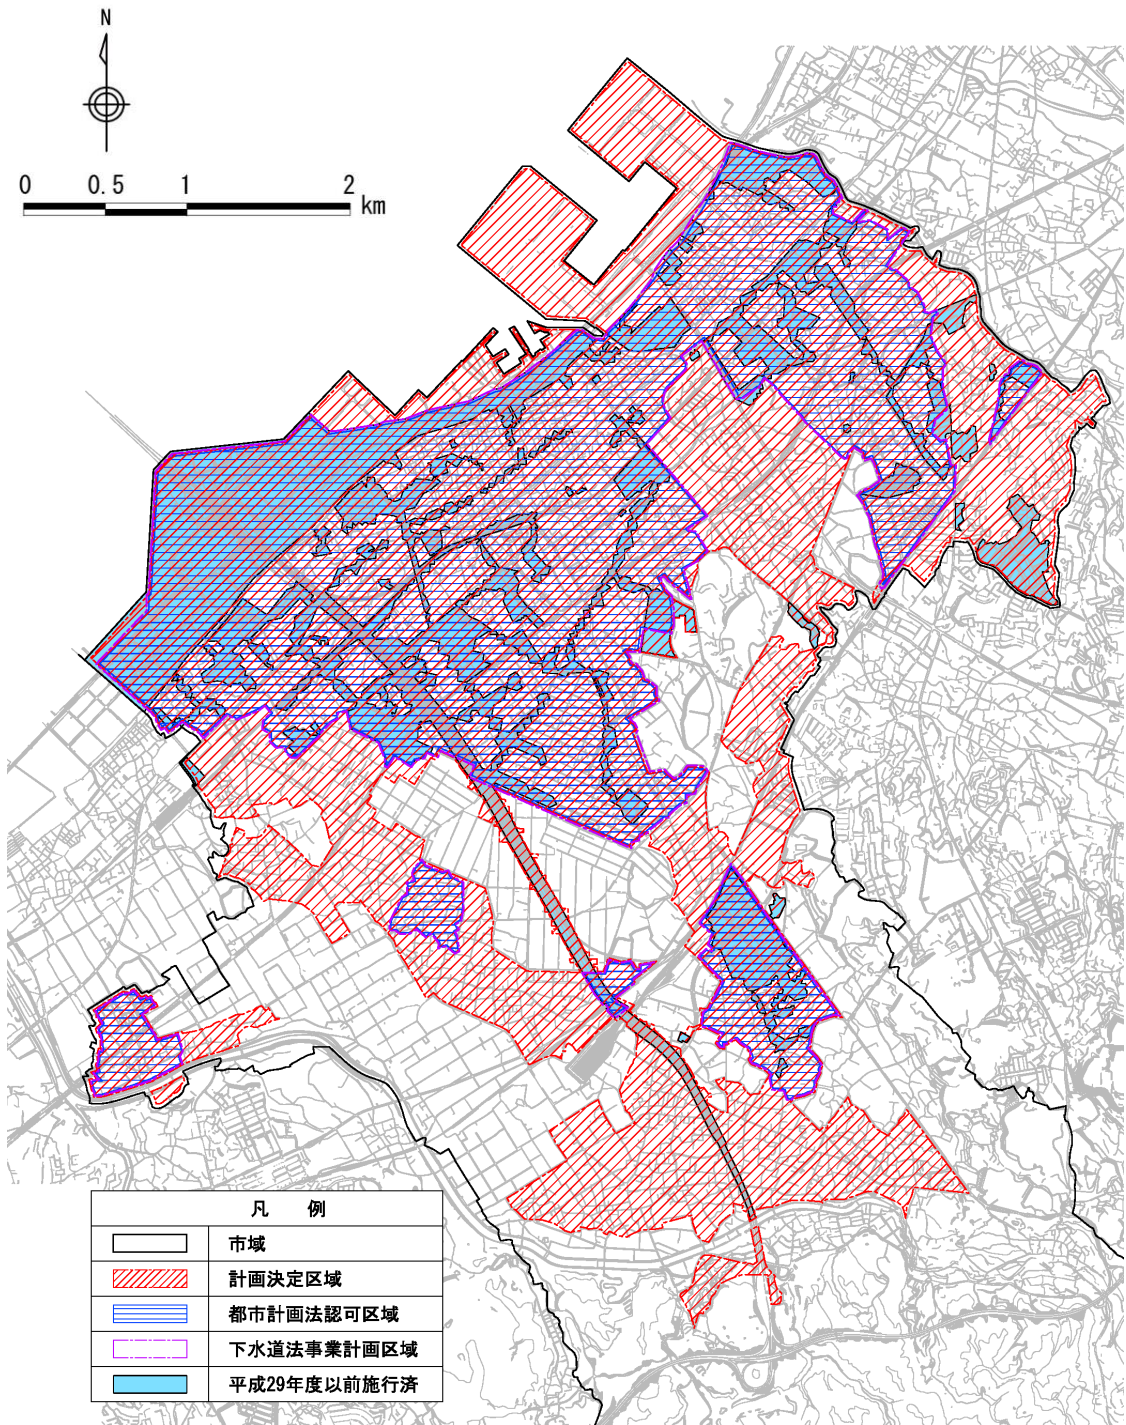 N
0 0.5 1 2 km
凡 例
市域
計画決定区域
都市計画法認可区域
下水道法事業計画区域
平成29年度以前施行済